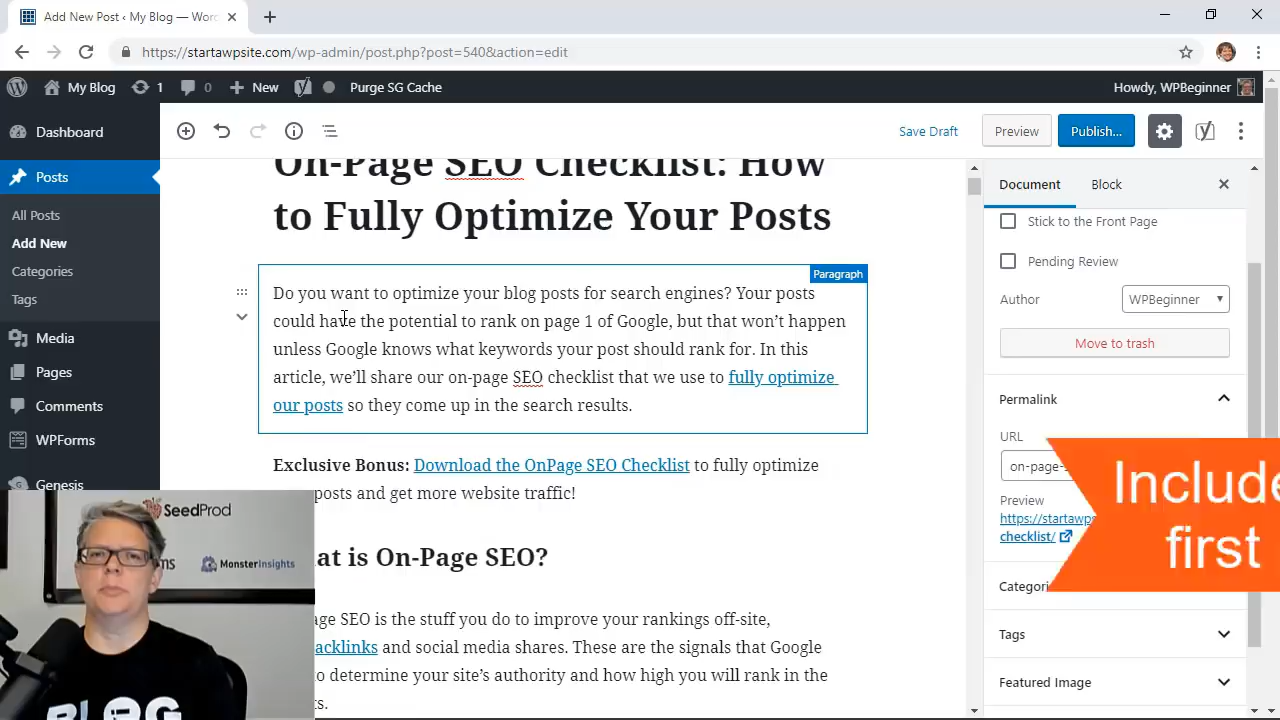 Add New Post ‹ My Blog — Wor
https://startawpsite.com/wp-admin/post.php?post=540&action=edit
My Blog
1
0
New
Purge SG Cache
Howdy, WPBeginner
Dashboard
Posts
All Posts
Add New
Categories
Tags
Media
Pages
Comments
WPForms
Genesis
Save Draft
Preview
Publish...
On-Page SEO Checklist: How
to Fully Optimize Your Posts
Paragraph
Do you want to optimize your blog posts for search engines? Your posts
could have the potential to rank on page 1 of Google, but that won’t happen
unless Google knows what keywords your post should rank for. In this
article, we’ll share our on-page SEO checklist that we use to fully optimize
our posts so they come up in the search results.
Exclusive Bonus: Download the OnPage SEO Checklist to fully optimize
posts and get more website traffic!
is On-Page SEO?
SEO is the stuff you do to improve your rankings off-site,
acklinks and social media shares. These are the signals that Google
determine your site’s authority and how high you will rank in the
Document
Block
Stick to the Front Page
Pending Review
Author
WPBeginner
Move to trash
Permalink
URL
on-page-
Preview
https://startawps
checklist/
Categori
Tags
Featured Image
Include
first
SeedProd
MonsterInsights
BLOG